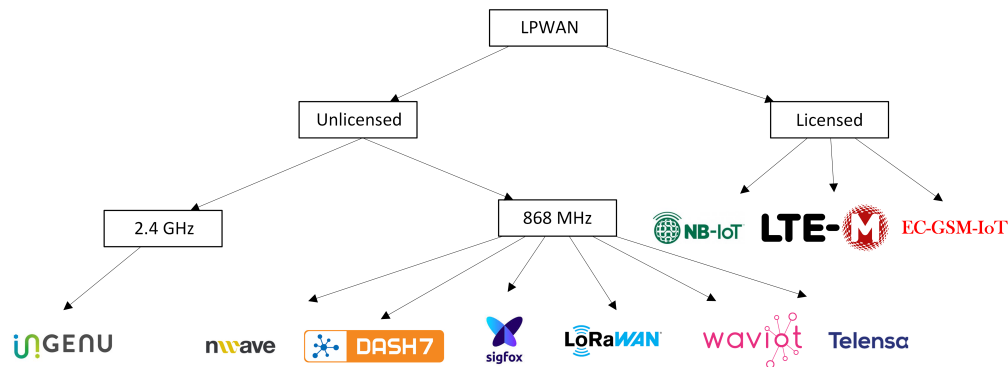 LPWAN
Unlicensed
Licensed
2.4 GHz
868 MHz
NB-IoT
LTE-M
EC-GSM-IoT
inGENU
nwave
DASH7
sigfox
LoRaWAN
waviot
Telensa